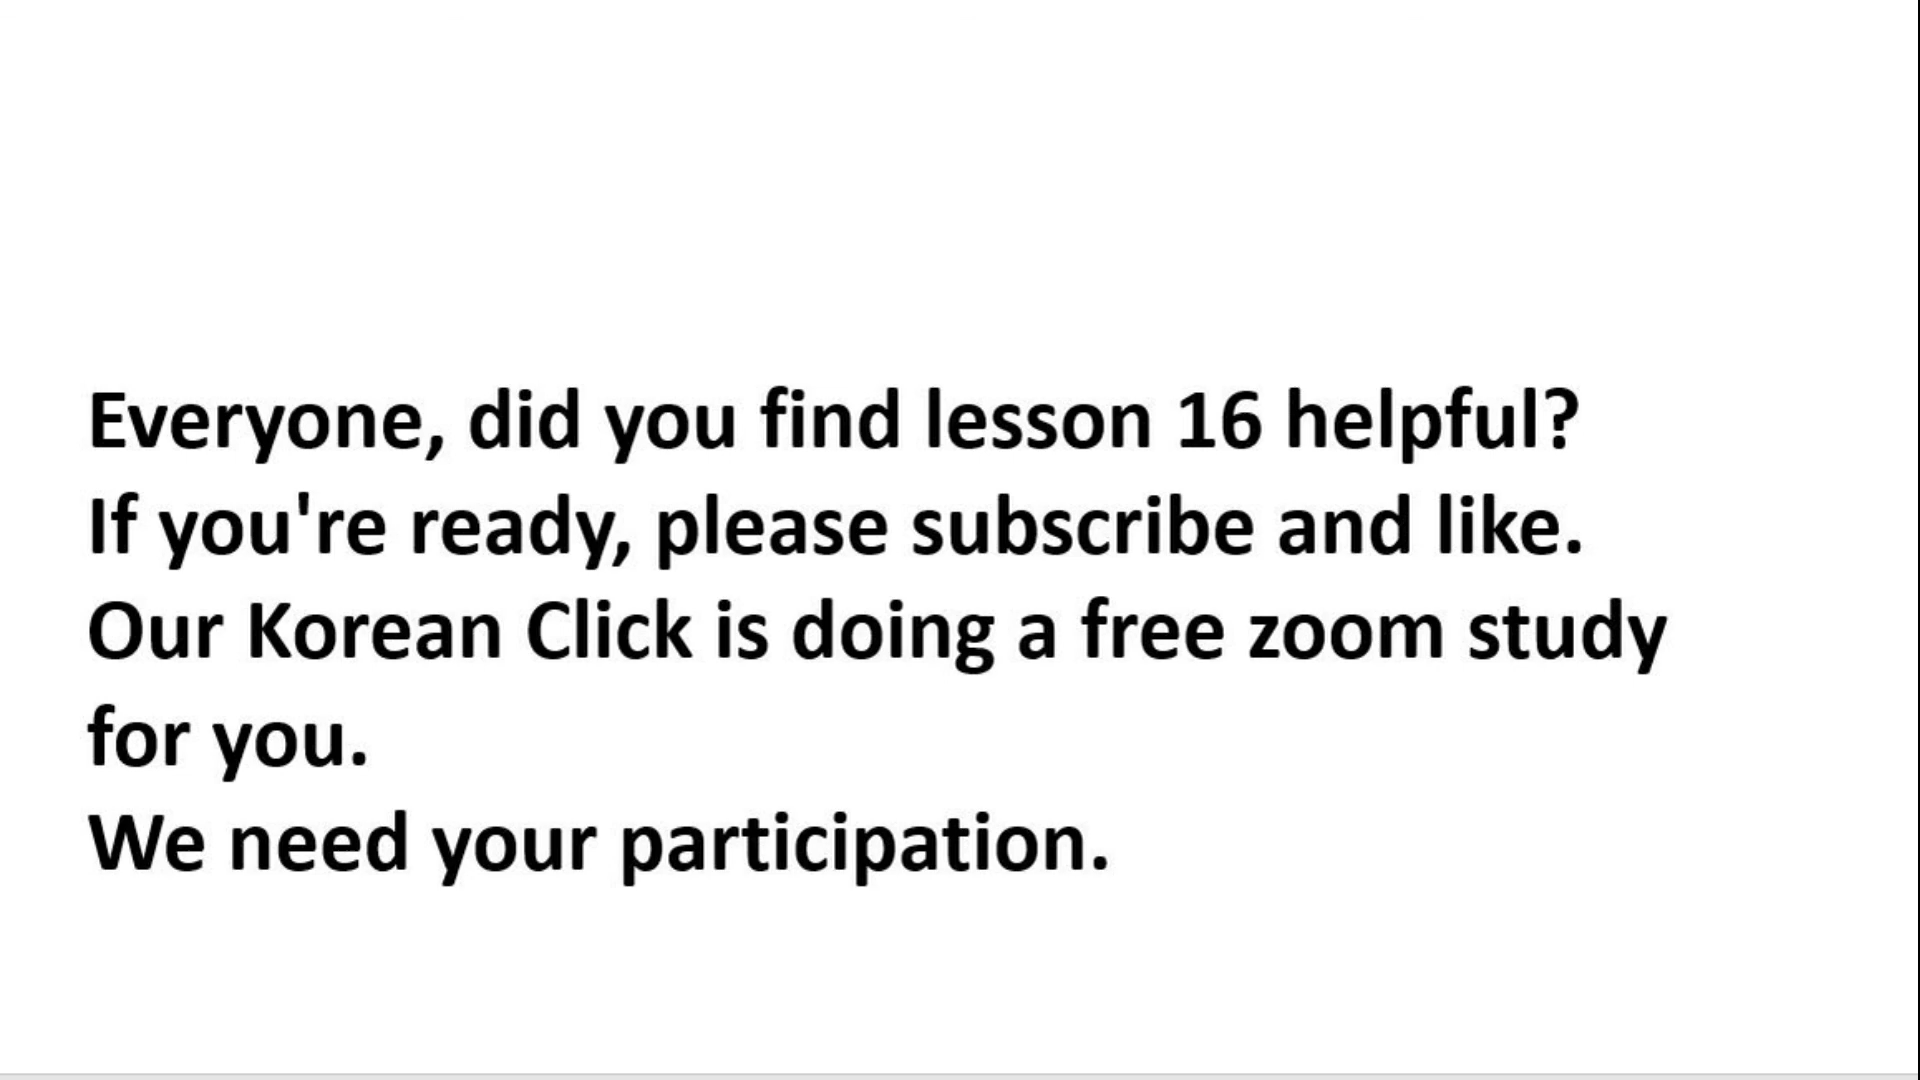 Everyone, did you find lesson 16 helpful?
If you're ready, please subscribe and like.
Our Korean Click is doing a free zoom study
for you.
We need your participation.